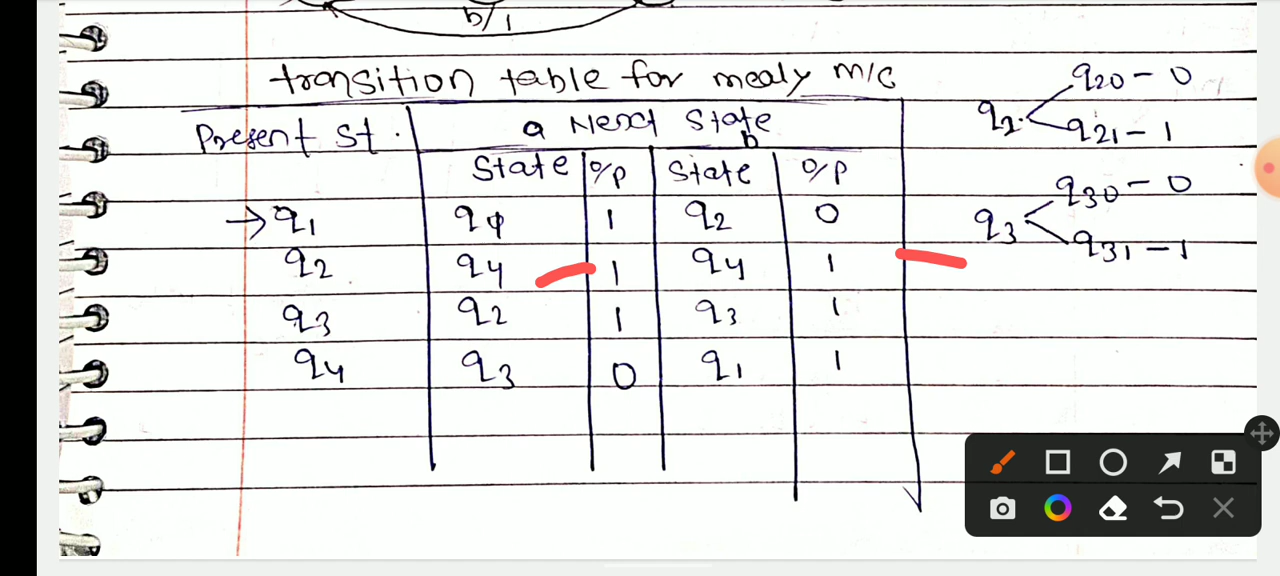 b/1
transition table for mealy m/c
Present St. a Next State b
State o/p State o/p
→q1 1 q2 0
q2 q4 1 q4 1
q3 q2 1 q3 1
q4 q3 0 q1 1
q2 q20 - 0
q21 - 1
q3 q30 - 0
q31 - 1